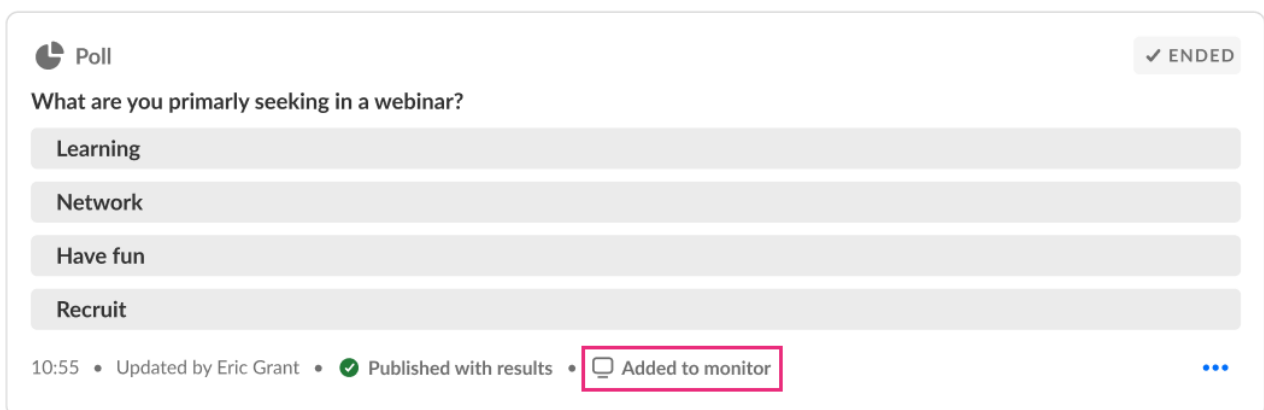 Poll
✓ ENDED
What are you primarly seeking in a webinar?
Learning
Network
Have fun
Recruit
10:55 • Updated by Eric Grant • Published with results • Added to monitor